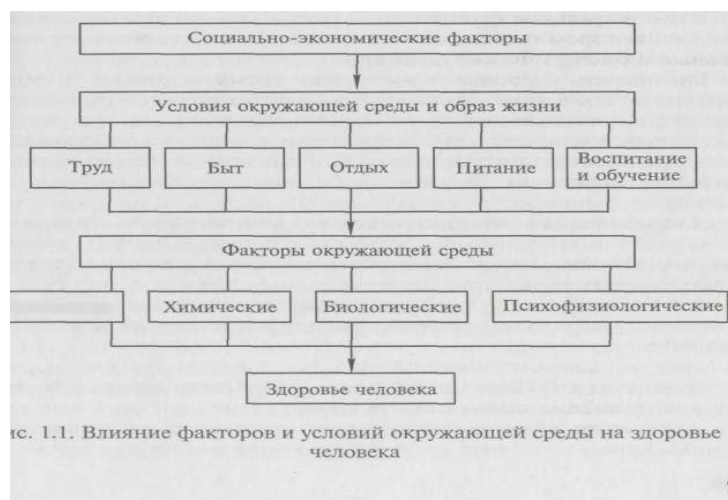 Социально-экономические факторы
Условия окружающей среды и образ жизни
Труд
Быт
Отдых
Питание
Воспитание
и обучение
Факторы окружающей среды
Химические
Биологические
Психофизиологические
Здоровье человека
ис. 1.1. Влияние факторов и условий окружающей среды на здоровье
человека